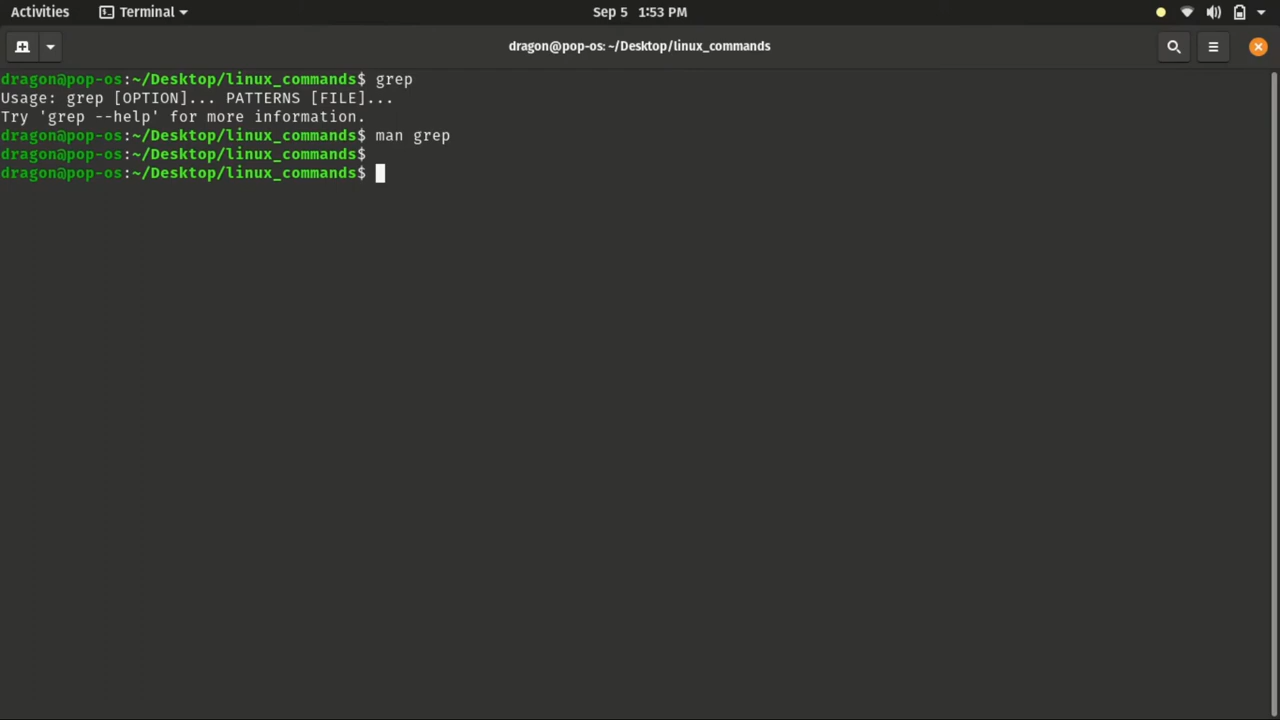 Activities Terminal Sep 5 1:53 PM
dragon@pop-os: ~/Desktop/linux_commands
dragon@pop-os:~/Desktop/linux_commands$ grep
Usage: grep [OPTION]... PATTERNS [FILE]...
Try 'grep --help' for more information.
dragon@pop-os:~/Desktop/linux_commands$ man grep
dragon@pop-os:~/Desktop/linux_commands$
dragon@pop-os:~/Desktop/linux_commands$